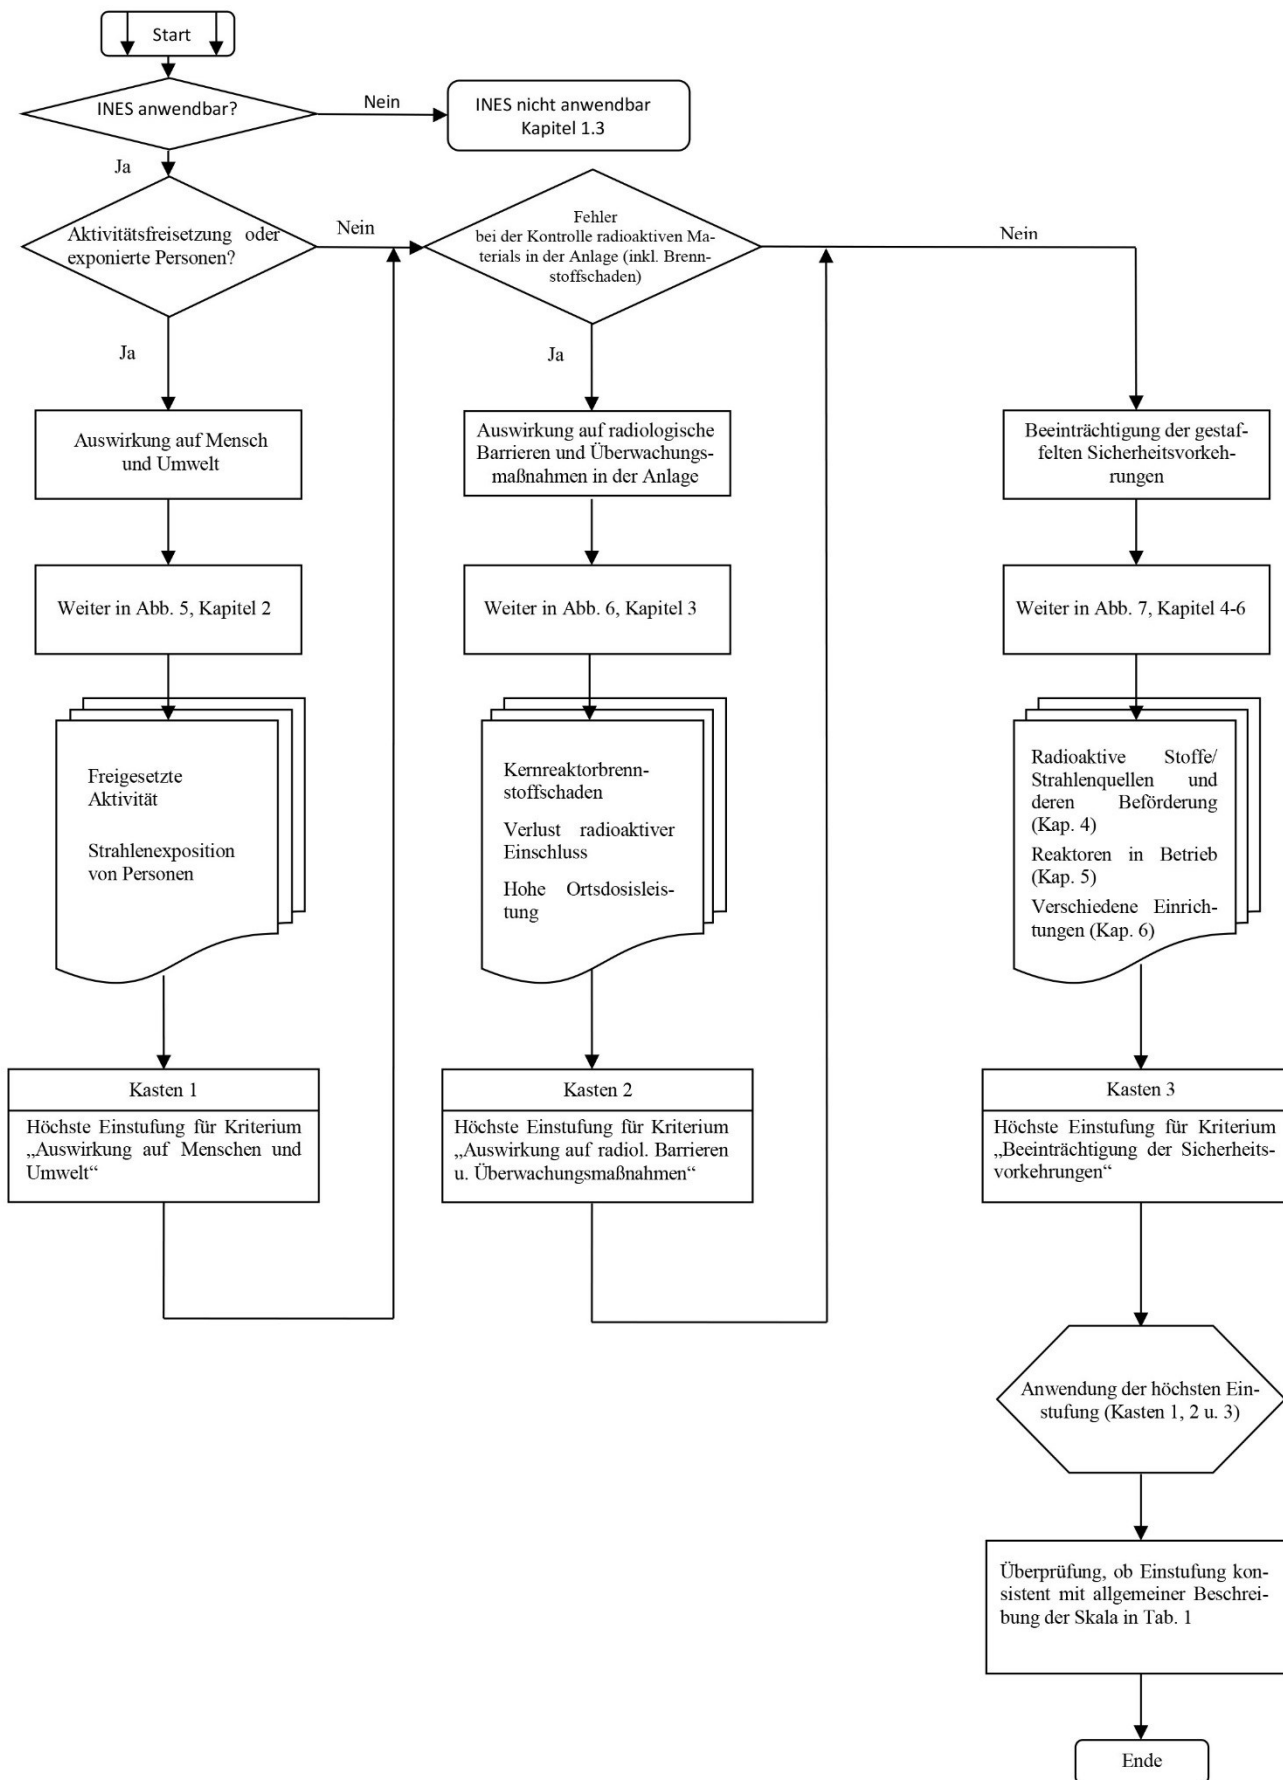 Start
INES anwendbar?
Nein
INES nicht anwendbar
Kapitel 1.3
Ja
Aktivitätsfreisetzung oder
exponierte Personen?
Nein
Fehler
bei der Kontrolle radioaktiven Ma-
terials in der Anlage (inkl. Brenn-
stoffschaden)
Nein
Ja
Ja
Auswirkung auf Mensch
und Umwelt
Auswirkung auf radiologische
Barrieren und Überwachungs-
maßnahmen in der Anlage
Beeinträchtigung der gestaf-
felten Sicherheitsvorkeh-
rungen
Weiter in Abb. 5, Kapitel 2
Weiter in Abb. 6, Kapitel 3
Weiter in Abb. 7, Kapitel 4-6
Freigesetzte
Aktivität
Strahlenexposition
von Personen
Kernreaktorbrenn-
stoffschaden
Verlust radioaktiver
Einschluss
Hohe Ortsdosisleis-
tung
Radioaktive Stoffe/
Strahlenquellen und
deren Beförderung
(Kap. 4)
Reaktoren in Betrieb
(Kap. 5)
Verschiedene Einrich-
tungen (Kap. 6)
Kasten 1
Höchste Einstufung für Kriterium
„Auswirkung auf Menschen und
Umwelt“
Kasten 2
Höchste Einstufung für Kriterium
„Auswirkung auf radiol. Barrieren
u. Überwachungsmaßnahmen“
Kasten 3
Höchste Einstufung für Kriterium
„Beeinträchtigung der Sicherheits-
vorkehrungen“
Anwendung der höchsten Ein-
stufung (Kasten 1, 2 u. 3)
Überprüfung, ob Einstufung kon-
sistent mit allgemeiner Beschrei-
bung der Skala in Tab. 1
Ende